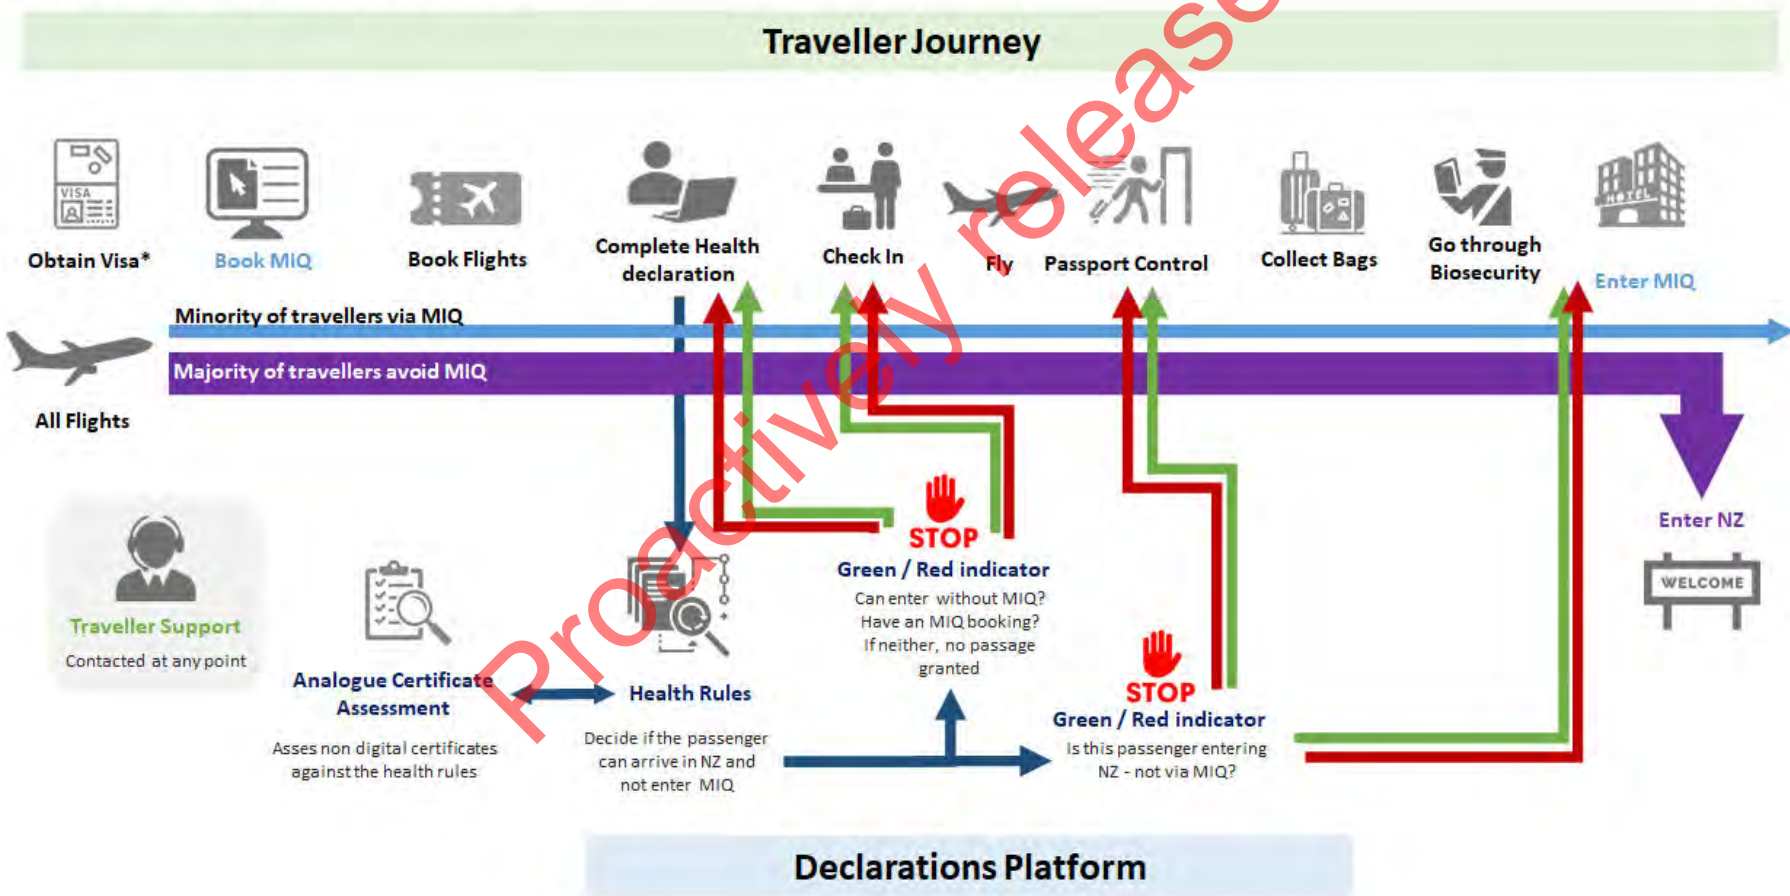 Traveller Journey
VISA
HOTEL
Obtain Visa*
Book MIQ
Book Flights
Complete Health
declaration
Check In
Fly
Passport Control
Collect Bags
Go through
Biosecurity
Enter MIQ
Minority of travellers via MIQ
Majority of travellers avoid MIQ
All Flights
Proactively release
STOP
Green / Red indicator
Can enter without MIQ?
Have an MIQ booking?
If neither, no passage
granted
Enter NZ
WELCOME
Traveller Support
Contacted at any point
Analogue Certificate
Assessment
Asses non digital certificates
against the health rules
Health Rules
Decide if the passenger
can arrive in NZ and
not enter MIQ
STOP
Green / Red indicator
Is this passenger entering
NZ - not via MIQ?
Declarations Platform